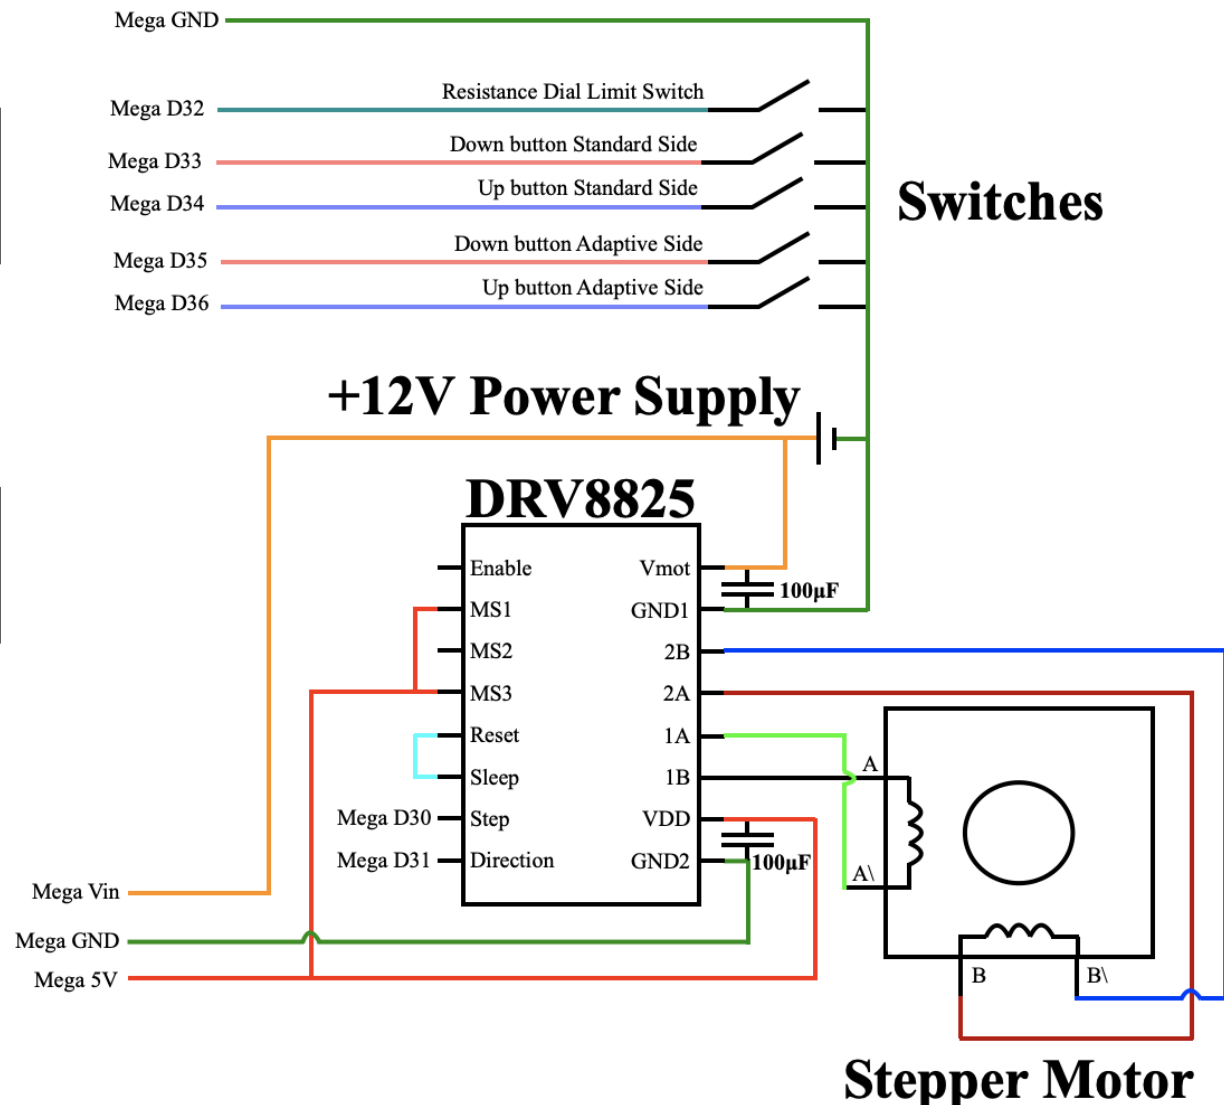 Mega GND
Resistance Dial Limit Switch
Mega D32
Down button Standard Side
Mega D33
Up button Standard Side
Mega D34
Switches
Down button Adaptive Side
Mega D35
Up button Adaptive Side
Mega D36
+12V Power Supply
DRV8825
Enable
Vmot
100µF
MS1
GND1
MS2
2B
MS3
2A
Reset
1A
A
Sleep
1B
Mega D30
Step
VDD
Mega D31
Direction
GND2
100µF
A\
Mega Vin
Mega GND
Mega 5V
B
B\
Stepper Motor